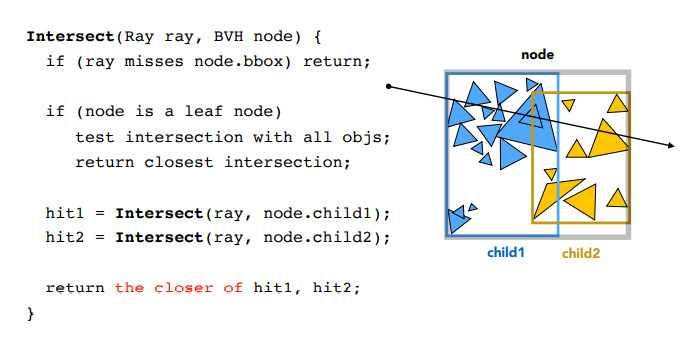 Intersect(Ray ray, BVH node) {
if (ray misses node.bbox) return;
if (node is a leaf node)
test intersection with all objs;
return closest intersection;
hit1 = Intersect(ray, node.child1);
hit2 = Intersect(ray, node.child2);
return the closer of hit1, hit2;
}
node
child1
child2